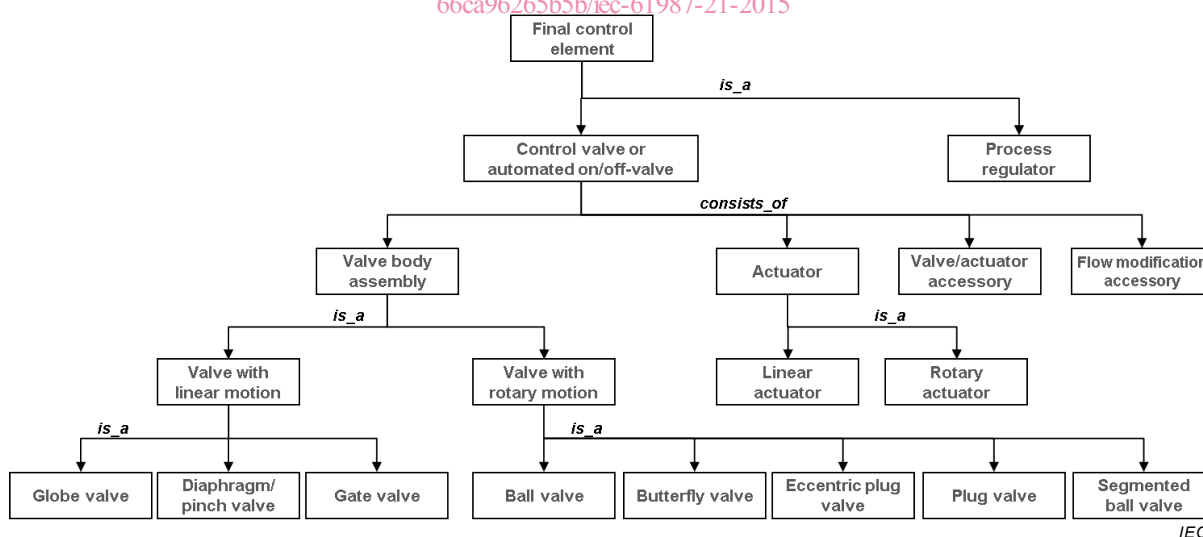 66ca96265b5b/iec-61987-21-2015
Final control
element
is_a
Control valve or
automated on/off-valve
Process
regulator
consists_of
Valve body
assembly
Actuator
Valve/actuator
accessory
Flow modification
accessory
is_a
is_a
Valve with
linear motion
Valve with
rotary motion
Linear
actuator
Rotary
actuator
is_a
is_a
Globe valve
Diaphragm/
pinch valve
Gate valve
Ball valve
Butterfly valve
Eccentric plug
valve
Plug valve
Segmented
ball valve
IEC